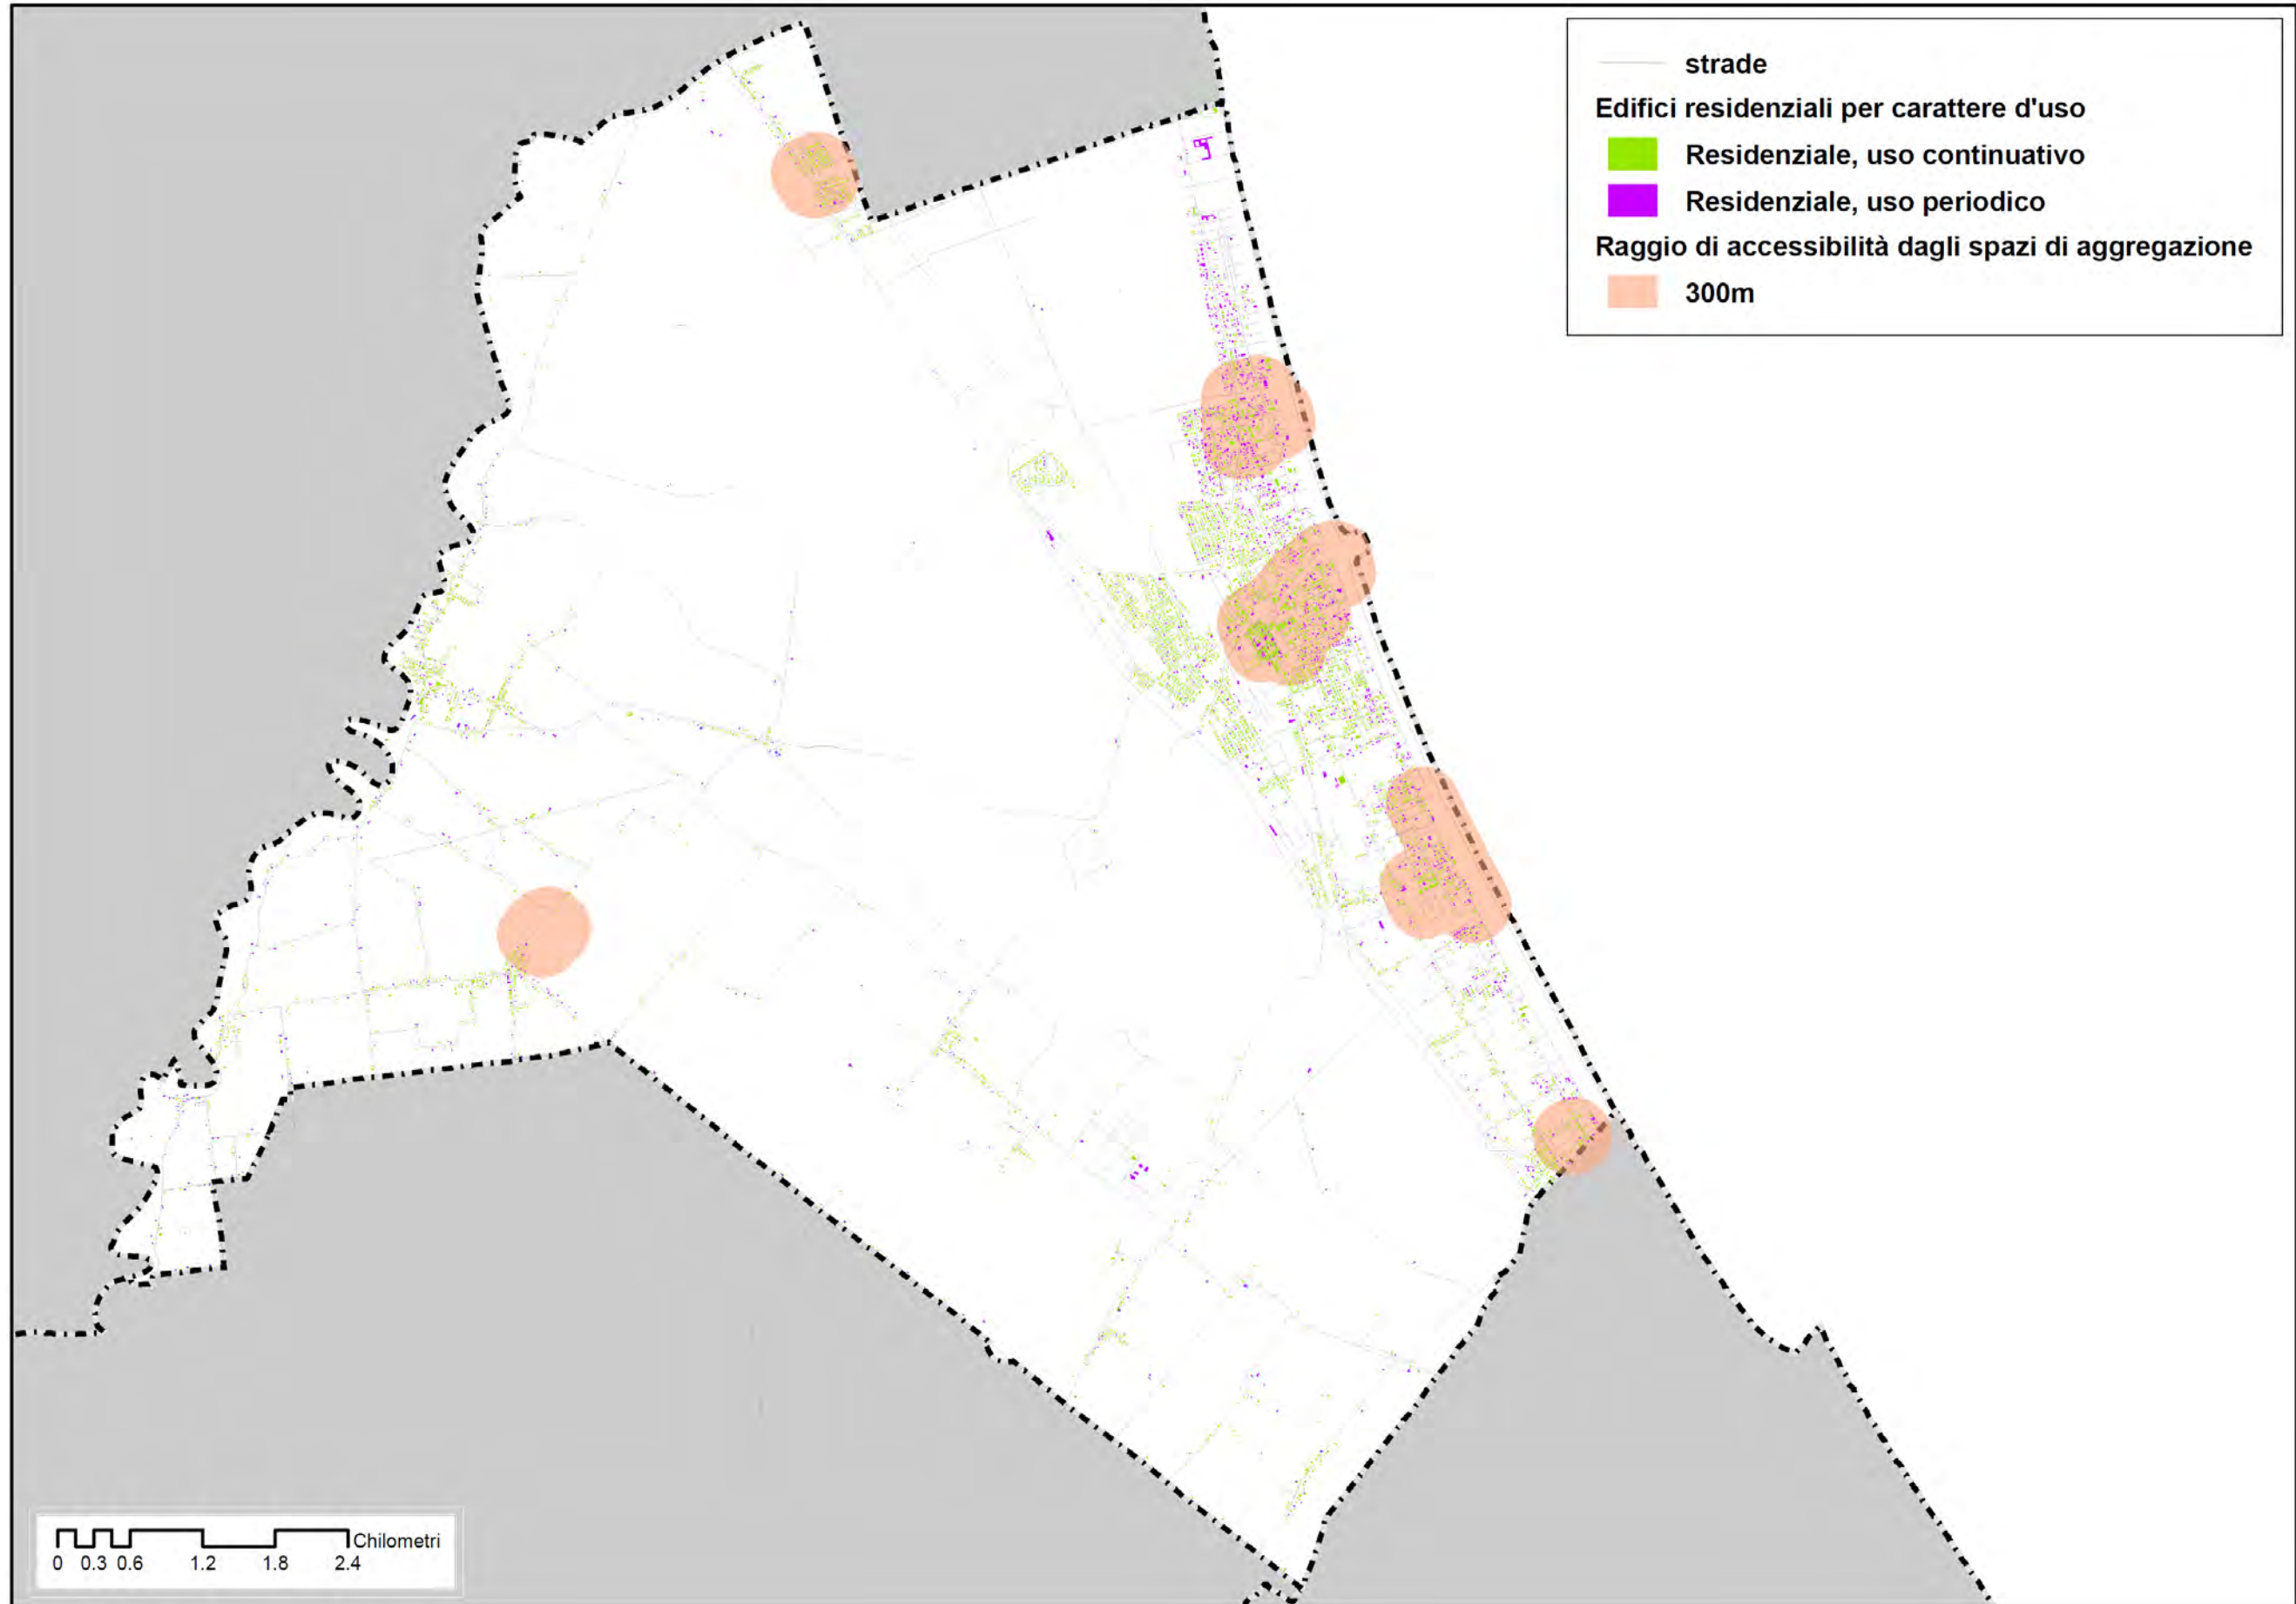 strade
Edifici residenziali per carattere d'uso
Residenziale, uso continuativo
Residenziale, uso periodico
Raggio di accessibilità dagli spazi di aggregazione
300m
Chilometri
0 0.3 0.6 1.2 1.8 2.4